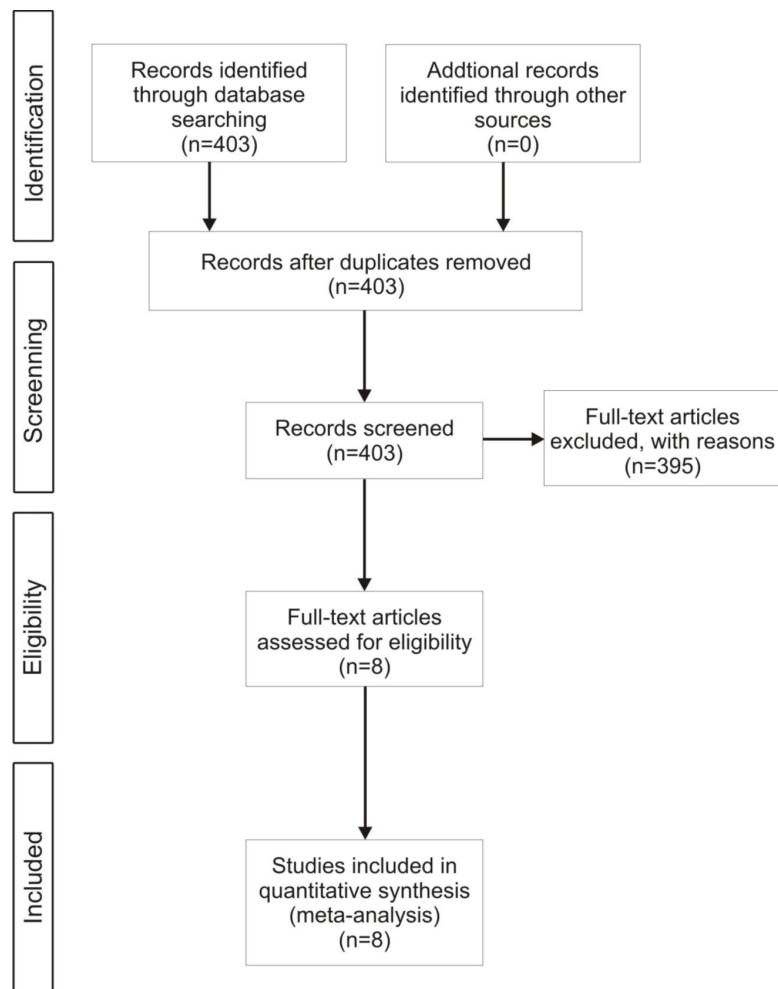 Identification
Records identified
through database
searching
(n=403)
Addtional records
identified through other
sources
(n=0)
Records after duplicates removed
(n=403)
Screenning
Records screened
(n=403)
Full-text articles
excluded, with reasons
(n=395)
Eligibility
Full-text articles
assessed for eligibility
(n=8)
Included
Studies included in
quantitative synthesis
(meta-analysis)
(n=8)